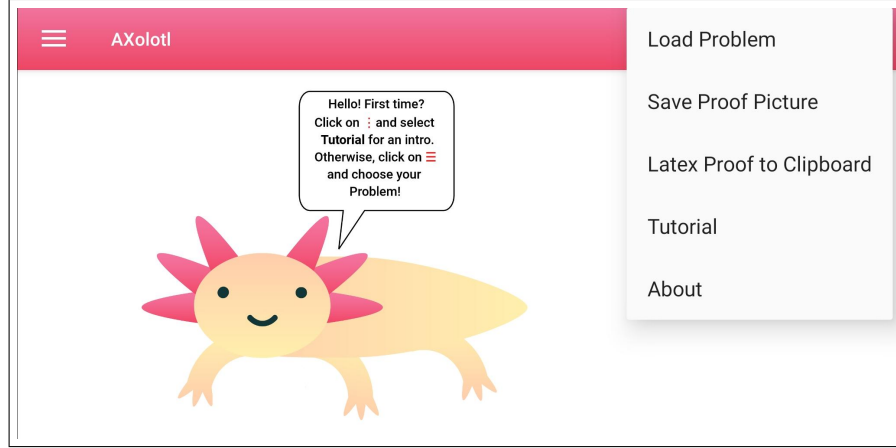 AXolotl
Hello! First time?
Click on ⋮ and select
Tutorial for an intro.
Otherwise, click on ☰
and choose your
Problem!
Load Problem
Save Proof Picture
Latex Proof to Clipboard
Tutorial
About